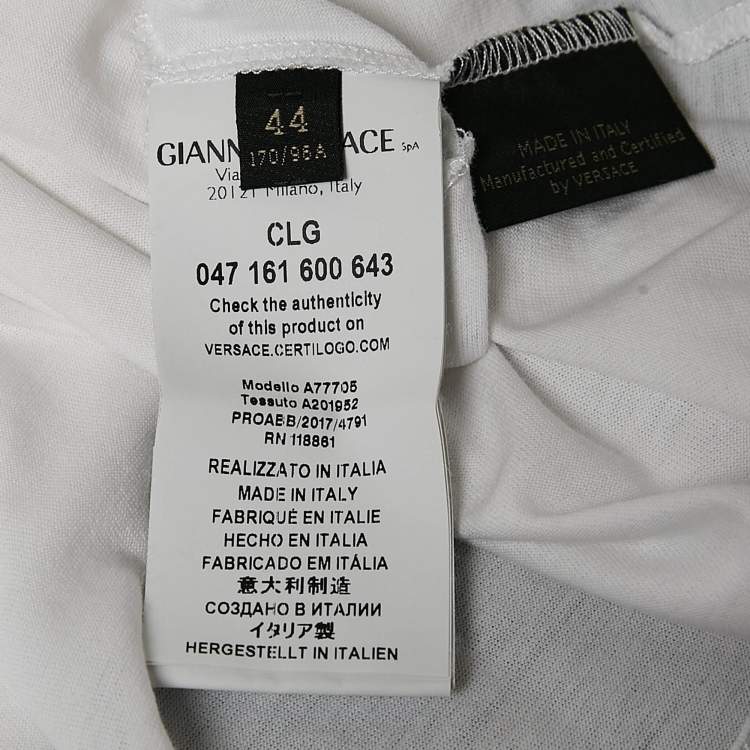 44
170/96A
GIANN ACE SpA
Via
20121 Milano, Italy
CLG
047 161 600 643
Check the authenticity
of this product on
VERSACE.CERTILOGO.COM
Modello A77705
Tessuto A201952
PROABB/2017/4791
RN 118861
REALIZZATO IN ITALIA
MADE IN ITALY
FABRIQUÉ EN ITALIE
HECHO EN ITALIA
FABRICADO EM ITÁLIA
意大利制造
СОЗДАНО В ИТАЛИИ
イタリア製
HERGESTELLT IN ITALIEN
MADE IN ITALY
Manufactured and Certified
by VERSACE